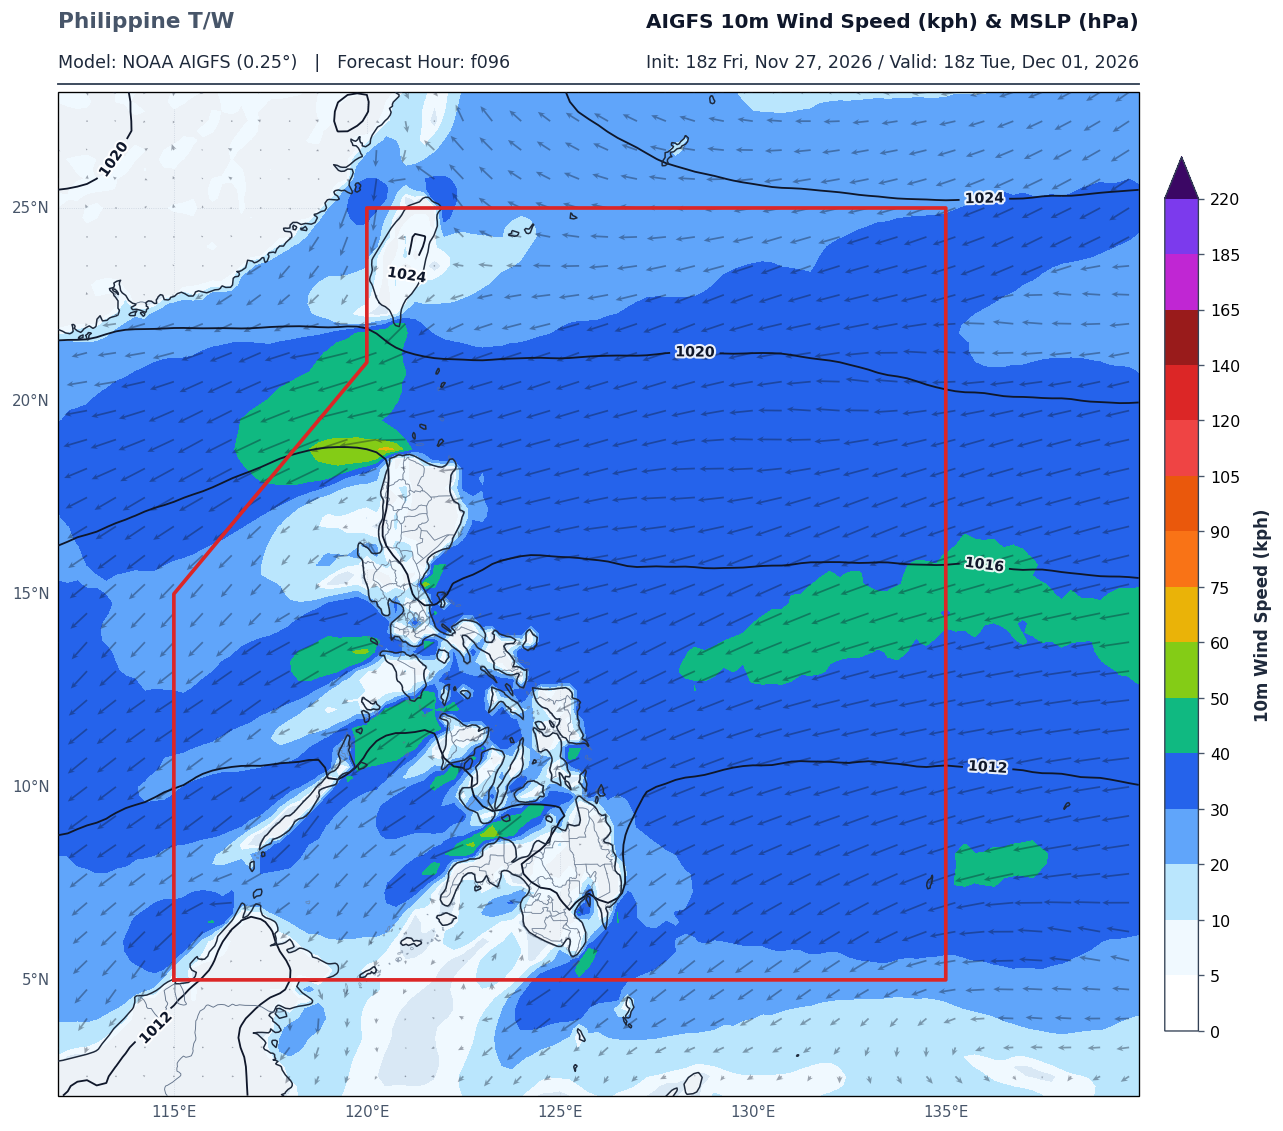 Philippine T/W
AIGFS 10m Wind Speed (kph) & MSLP (hPa)
Model: NOAA AIGFS (0.25°)   |   Forecast Hour: f096
Init: 18z Fri, Nov 27, 2026 / Valid: 18z Tue, Dec 01, 2026
1020
1024
1024
1020
1016
1012
1012
25°N
20°N
15°N
10°N
5°N
115°E
120°E
125°E
130°E
135°E
220
185
165
140
120
105
90
75
60
50
40
30
20
10
5
0
10m Wind Speed (kph)